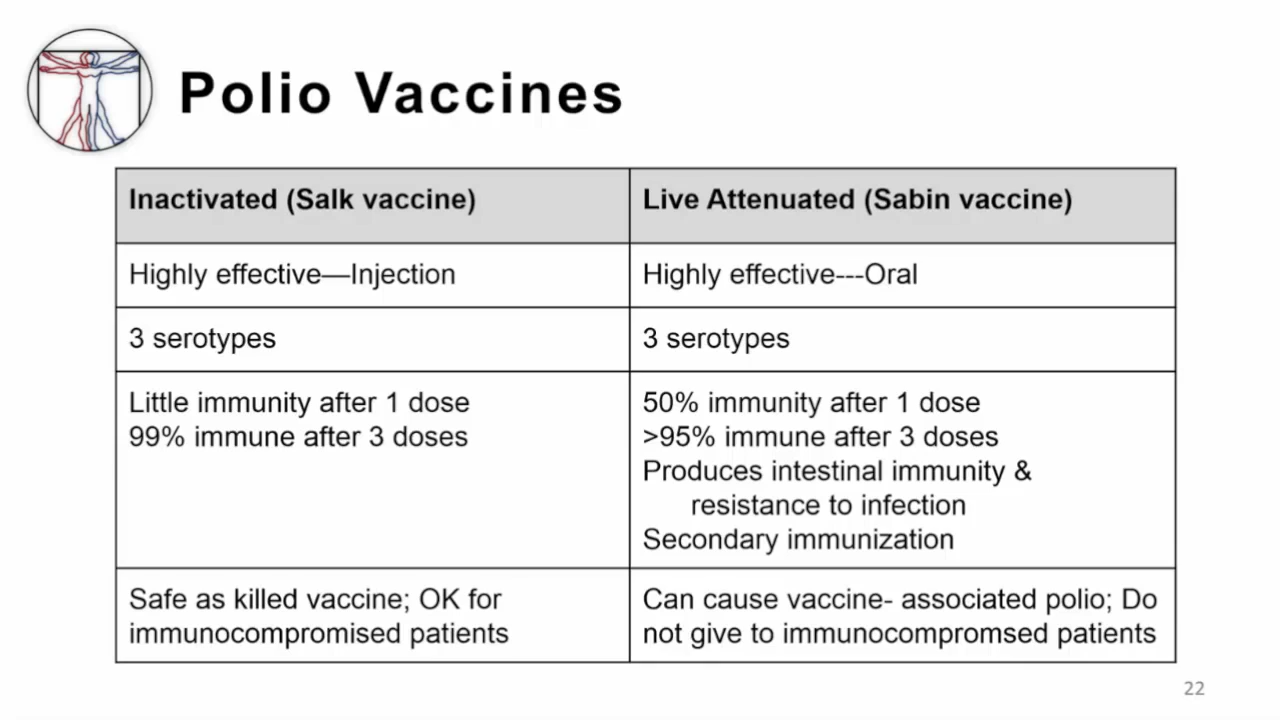 Polio Vaccines
Inactivated (Salk vaccine)
Live Attenuated (Sabin vaccine)
Highly effective—Injection
Highly effective---Oral
3 serotypes
3 serotypes
Little immunity after 1 dose
99% immune after 3 doses
50% immunity after 1 dose
>95% immune after 3 doses
Produces intestinal immunity &
resistance to infection
Secondary immunization
Safe as killed vaccine; OK for
immunocompromised patients
Can cause vaccine- associated polio; Do
not give to immunocompromsed patients
22